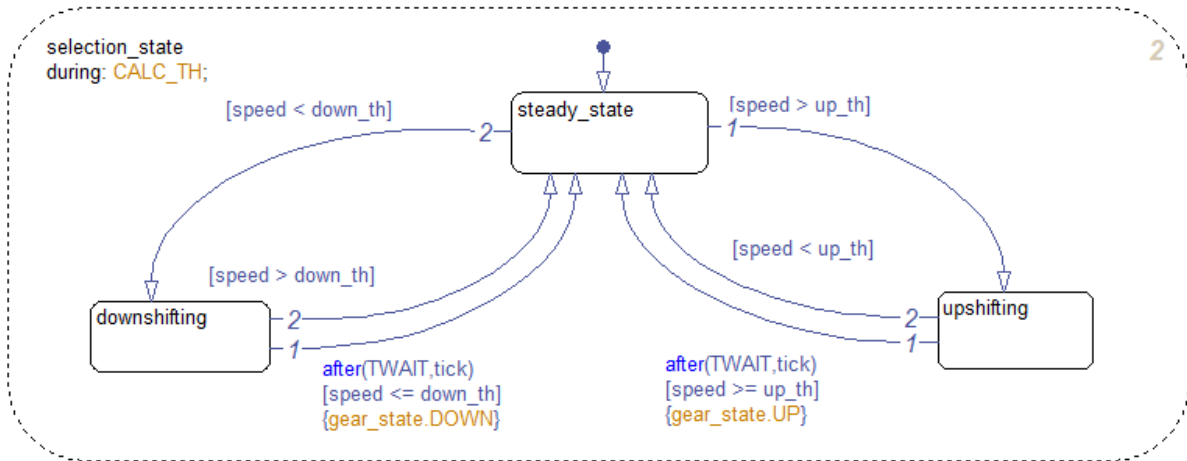 selection_state
during: CALC_TH;
2
steady_state
[speed < down_th]
2
[speed > up_th]
1
[speed > down_th]
[speed < up_th]
downshifting
2
1
upshifting
2
1
after(TWAIT,tick)
[speed <= down_th]
{gear_state.DOWN}
after(TWAIT,tick)
[speed >= up_th]
{gear_state.UP}